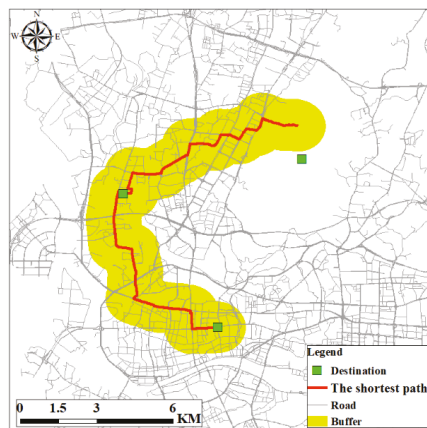 N
W E
S
Legend
Destination
The shortest path
Road
Buffer
0 1.5 3 6
KM